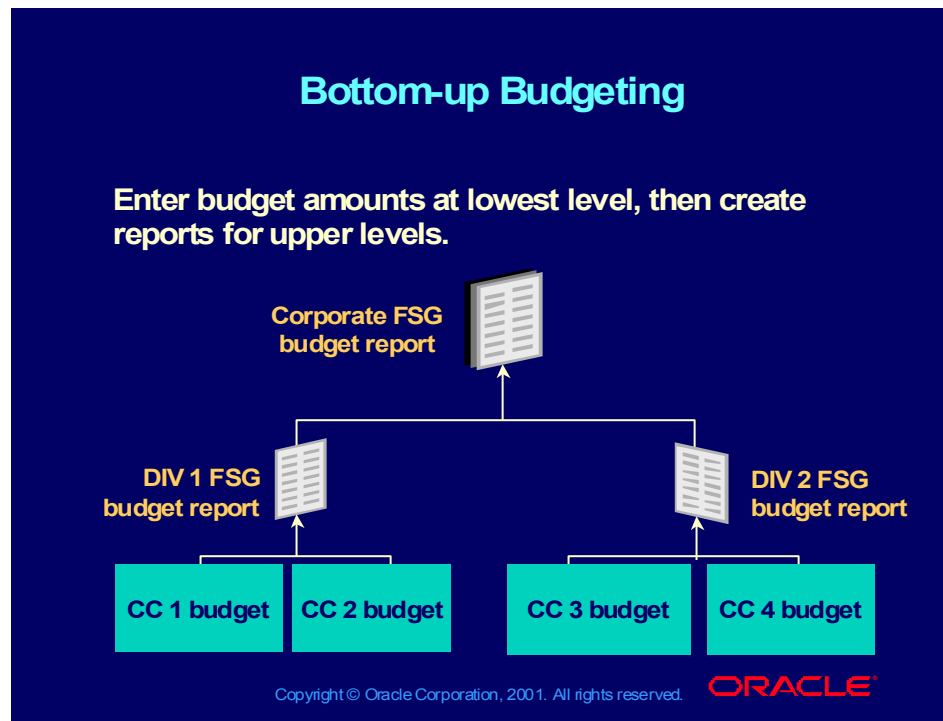 Bottom-up Budgeting
Enter budget amounts at lowest level, then create
reports for upper levels.
Corporate FSG
budget report
DIV 1 FSG
budget report
DIV 2 FSG
budget report
CC 1 budget
CC 2 budget
CC 3 budget
CC 4 budget
Copyright © Oracle Corporation, 2001. All rights reserved.
ORACLE®